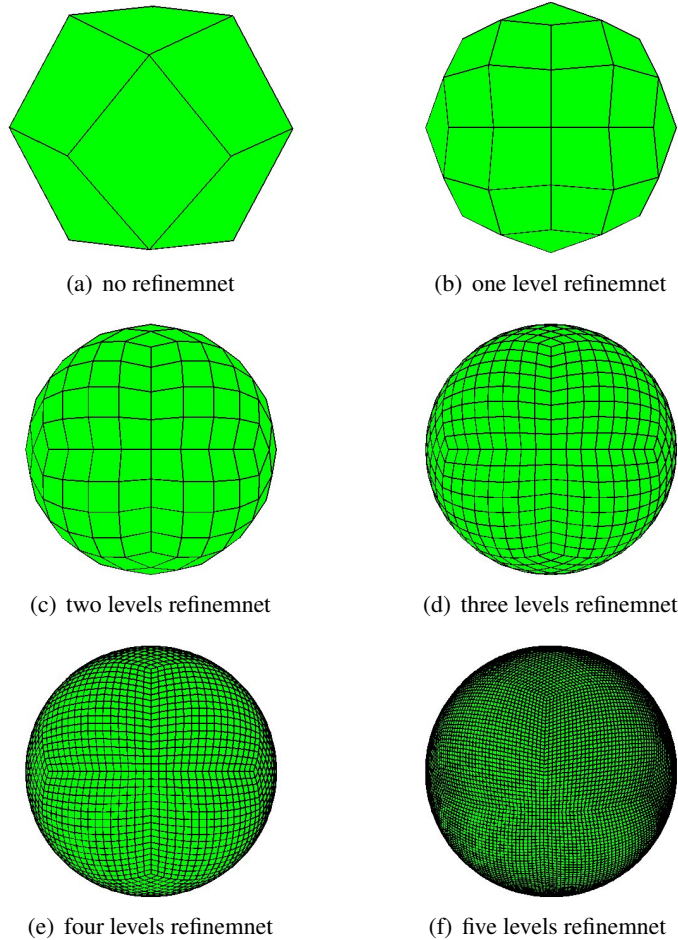 (a) no refinemnet
(b) one level refinemnet
(c) two levels refinemnet
(d) three levels refinemnet
(e) four levels refinemnet
(f) five levels refinemnet